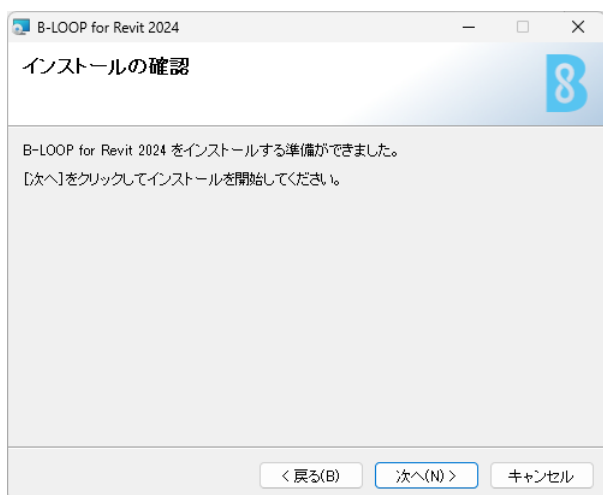 B-LOOP for Revit 2024
インストールの確認
B-LOOP for Revit 2024 をインストールする準備ができました。
[次へ]をクリックしてインストールを開始してください。
< 戻る(B)
次へ(N) >
キャンセル